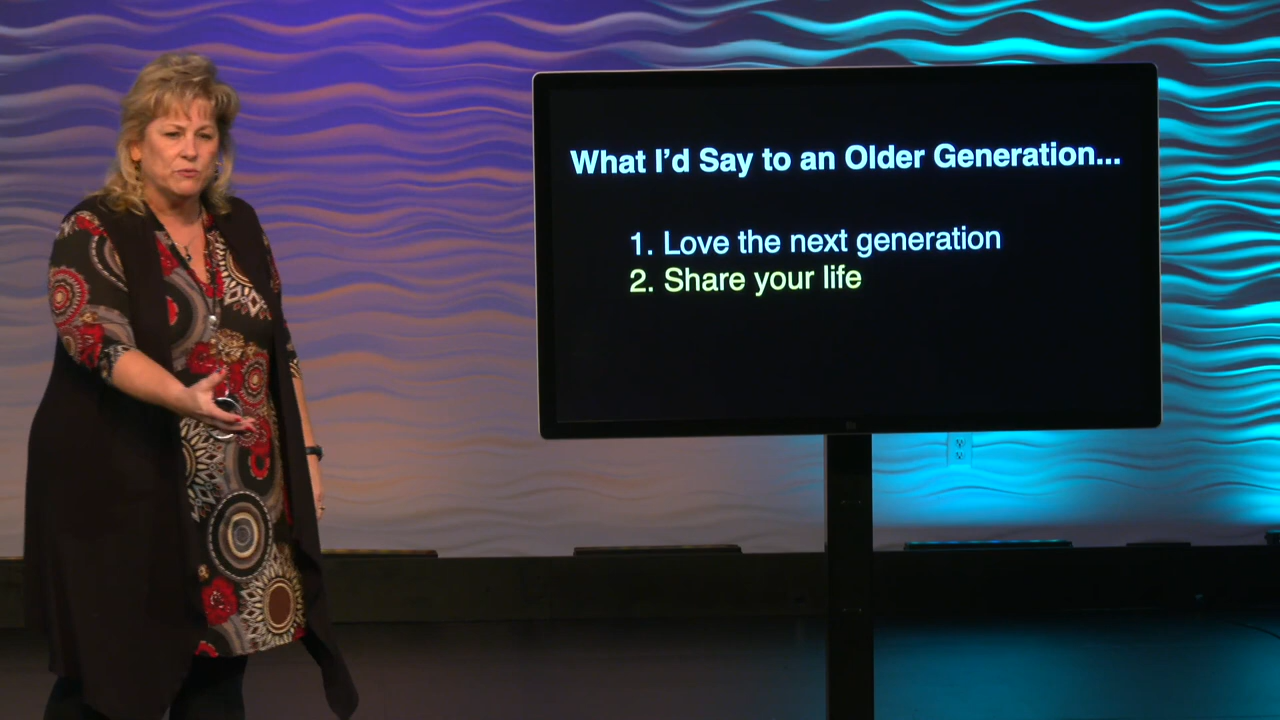 What I'd Say to an Older Generation...
1. Love the next generation
2. Share your life